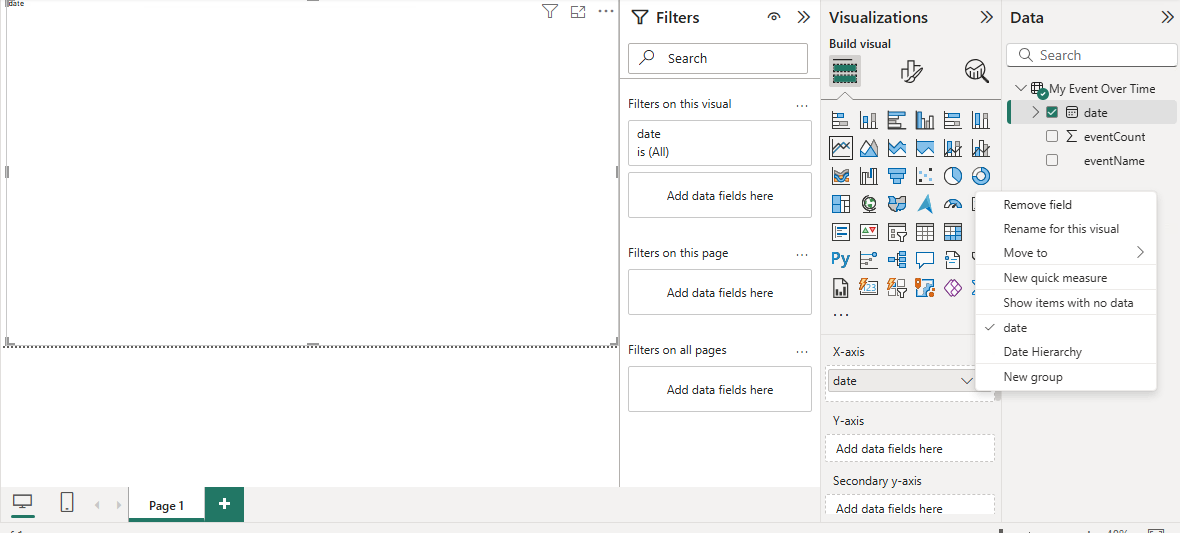 date
Filters
Search
Filters on this visual
date
is (All)
Add data fields here
Filters on this page
Add data fields here
Filters on all pages
Add data fields here
Visualizations
Build visual
Py
123
X-axis
date
Y-axis
Add data fields here
Secondary y-axis
Add data fields here
Data
Search
My Event Over Time
date
eventCount
eventName
Remove field
Rename for this visual
Move to
New quick measure
Show items with no data
date
Date Hierarchy
New group
Page 1